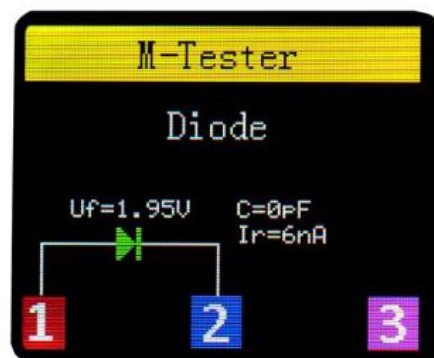 M-Tester
Diode
Uf=1.95V C=0pF
Ir=6nA
1 2 3